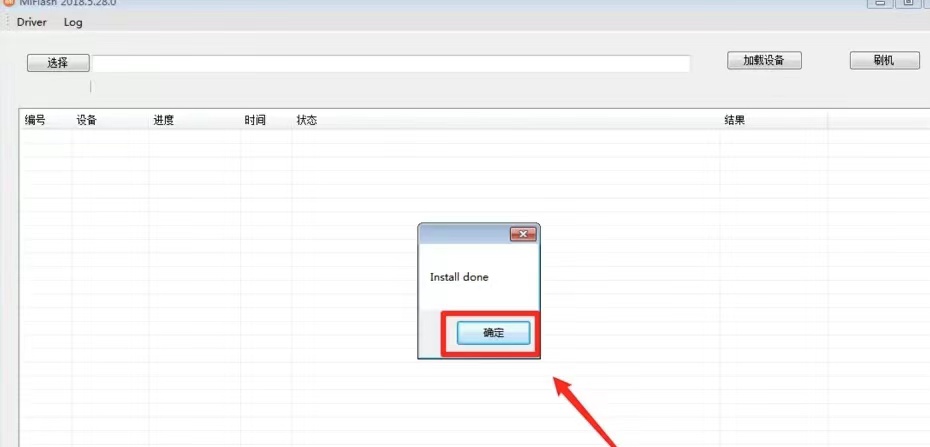 MiFlash 2018.5.28.0
Driver Log
选择 加载设备 刷机
编号 设备 进度 时间 状态 结果
Install done
确定